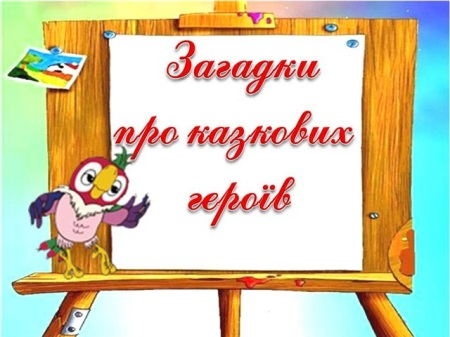 Загадки
про казкових
героїв